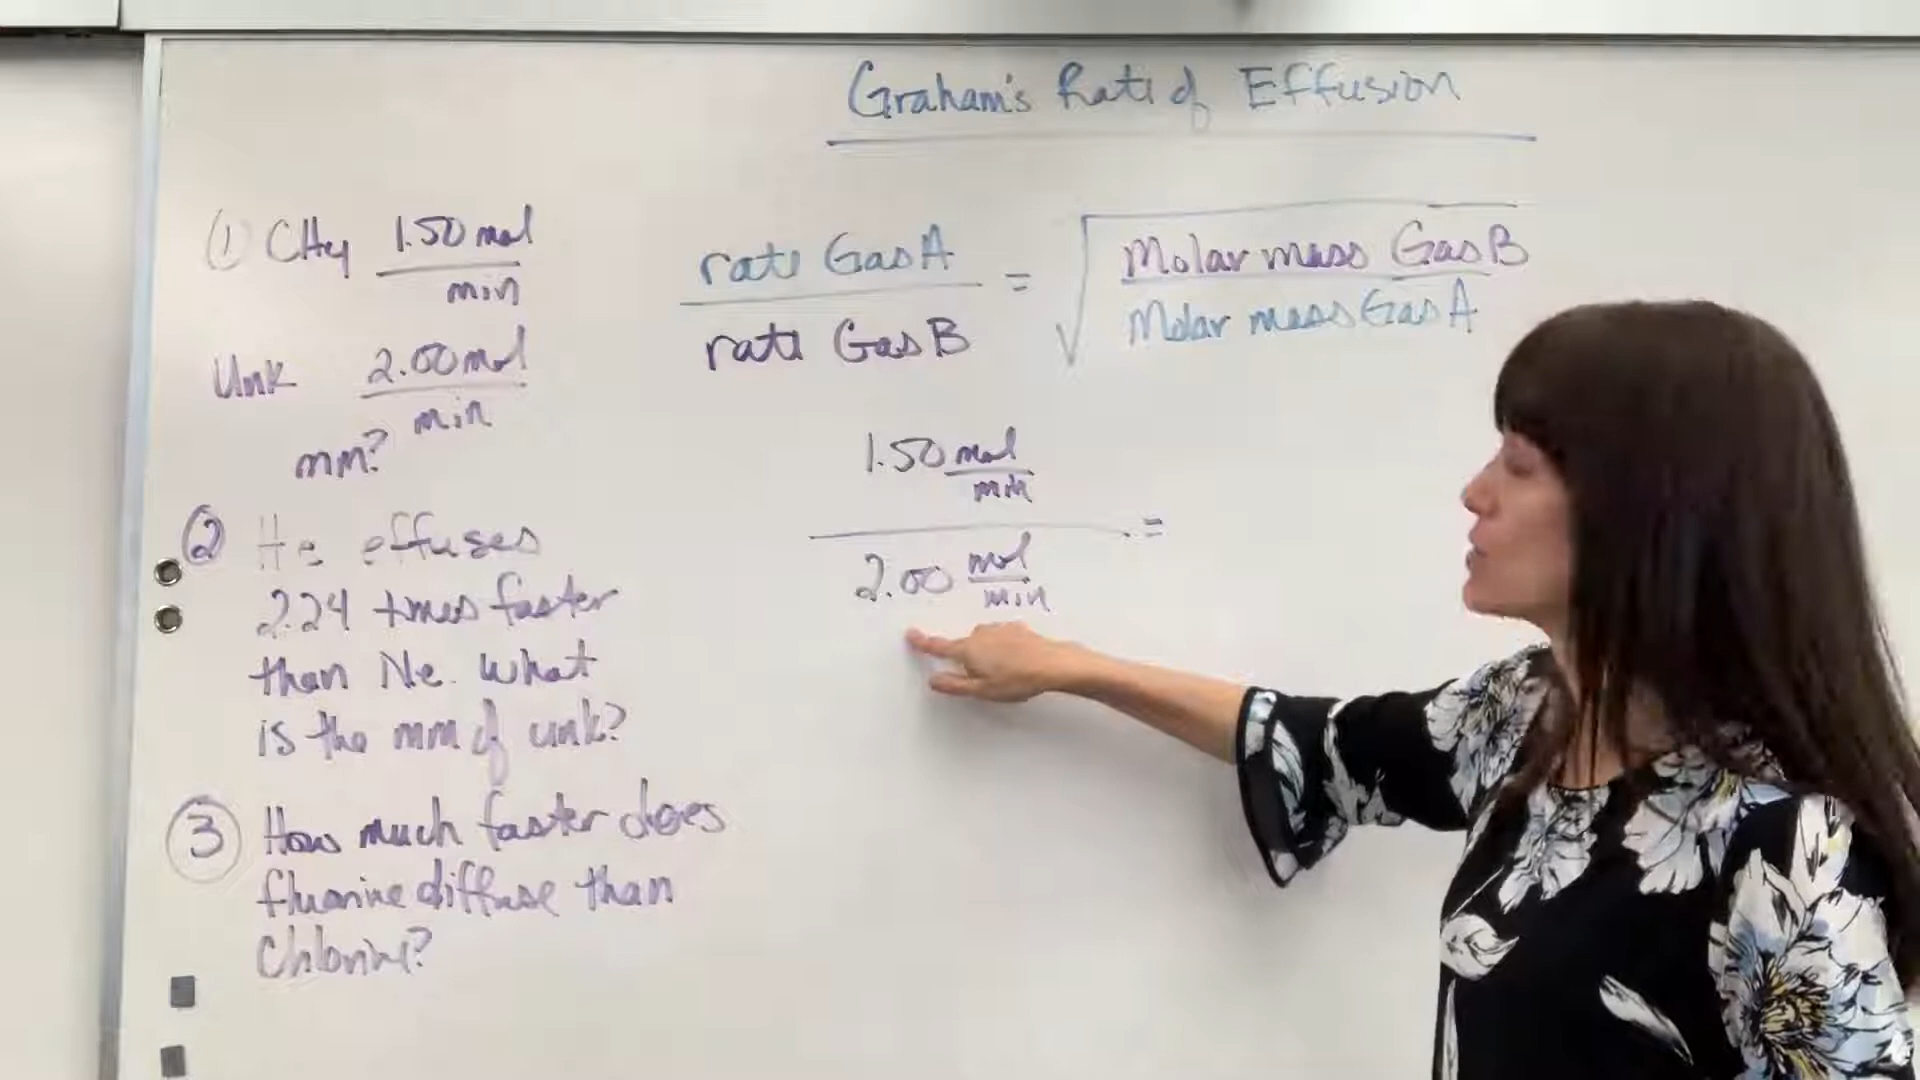 Graham's Rate of Effusion
① CH4 1.50 mol
min
Unk 2.00 mol
min
mm?
rate Gas A
rate Gas B
=
√
Molar mass Gas B
Molar mass Gas A
1.50 mol
min
2.00 mol
min
=
② He effuses
2.24 times faster
than Ne. What
is the mm of unk?
③ How much faster does
fluorine diffuse than
Chlorine?